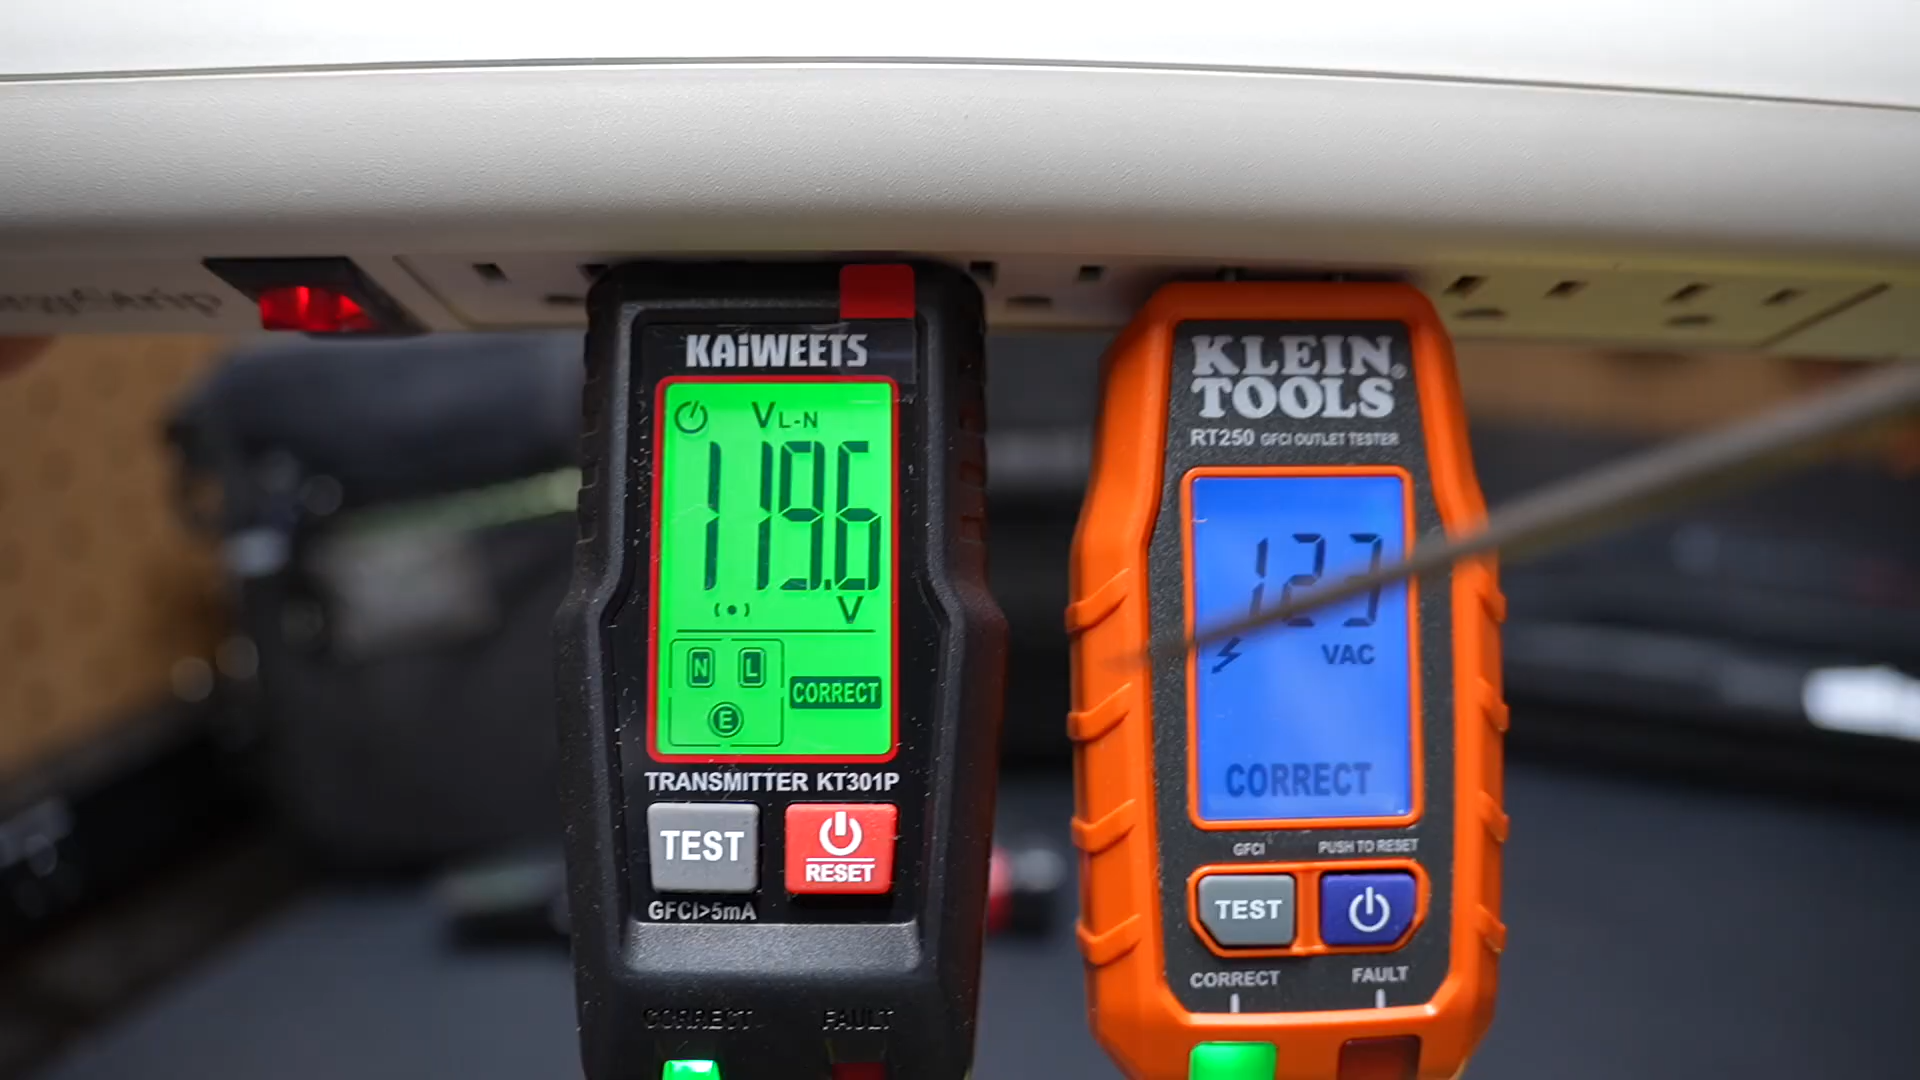 KAiWEETS
VL-N
119.6
V
N L
CORRECT
E
TRANSMITTER KT301P
TEST
RESET
GFCI>5mA
CORRECT FAULT
KLEIN
TOOLS®
RT250 GFCI OUTLET TESTER
123
VAC
CORRECT
GFCI PUSH TO RESET
TEST
CORRECT FAULT